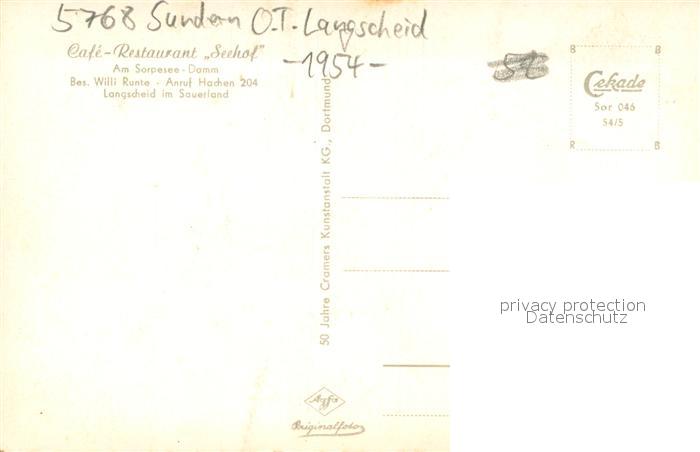 5768 Sundern O.T. Langscheid
-1954-
Café-Restaurant „Seehof"
Am Sorpesee-Damm
Bes. Willi Runte - Anruf Hachen 204
Langscheid im Sauerland
50 Jahre Cramers Kunstanstalt KG., Dortmund
B B
Cekade
Sor 046
54/5
R B
privacy protection
Datenschutz
Agfa
Originalfoto